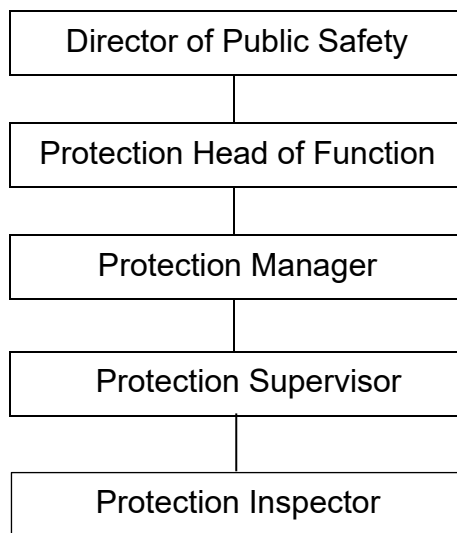 Director of Public Safety
Protection Head of Function
Protection Manager
Protection Supervisor
Protection Inspector